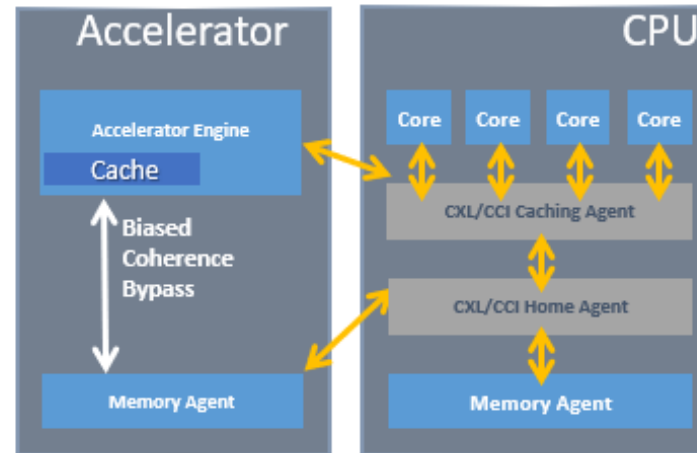 Accelerator
Accelerator Engine
Cache
Biased
Coherence
Bypass
Memory Agent
CPU
Core Core Core Core
CXL/CCI Caching Agent
CXL/CCI Home Agent
Memory Agent